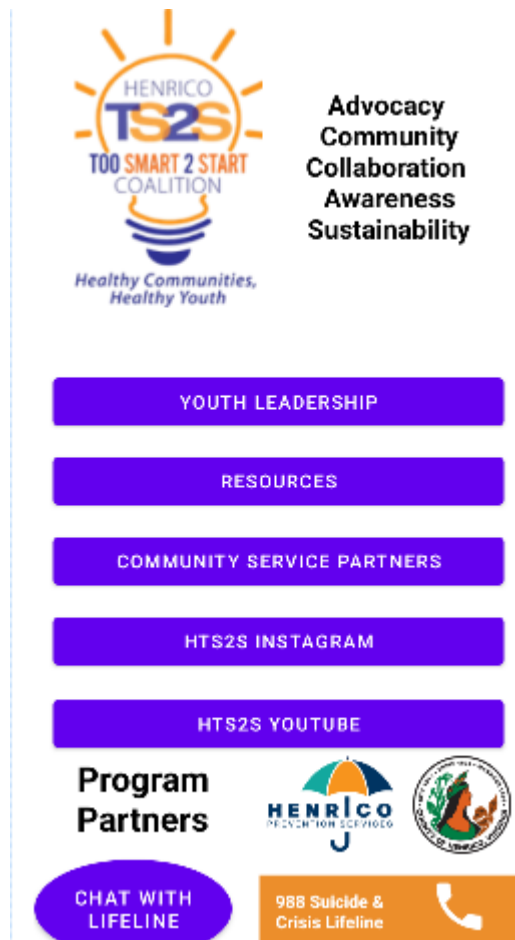 HENRICO
TS2S
TOO SMART 2 START
COALITION
Healthy Communities,
Healthy Youth
Advocacy
Community
Collaboration
Awareness
Sustainability
YOUTH LEADERSHIP
RESOURCES
COMMUNITY SERVICE PARTNERS
HTS2S INSTAGRAM
HTS2S YOUTUBE
Program
Partners
HENRICO
PREVENTION SERVICES
CHAT WITH
LIFELINE
988 Suicide &
Crisis Lifeline